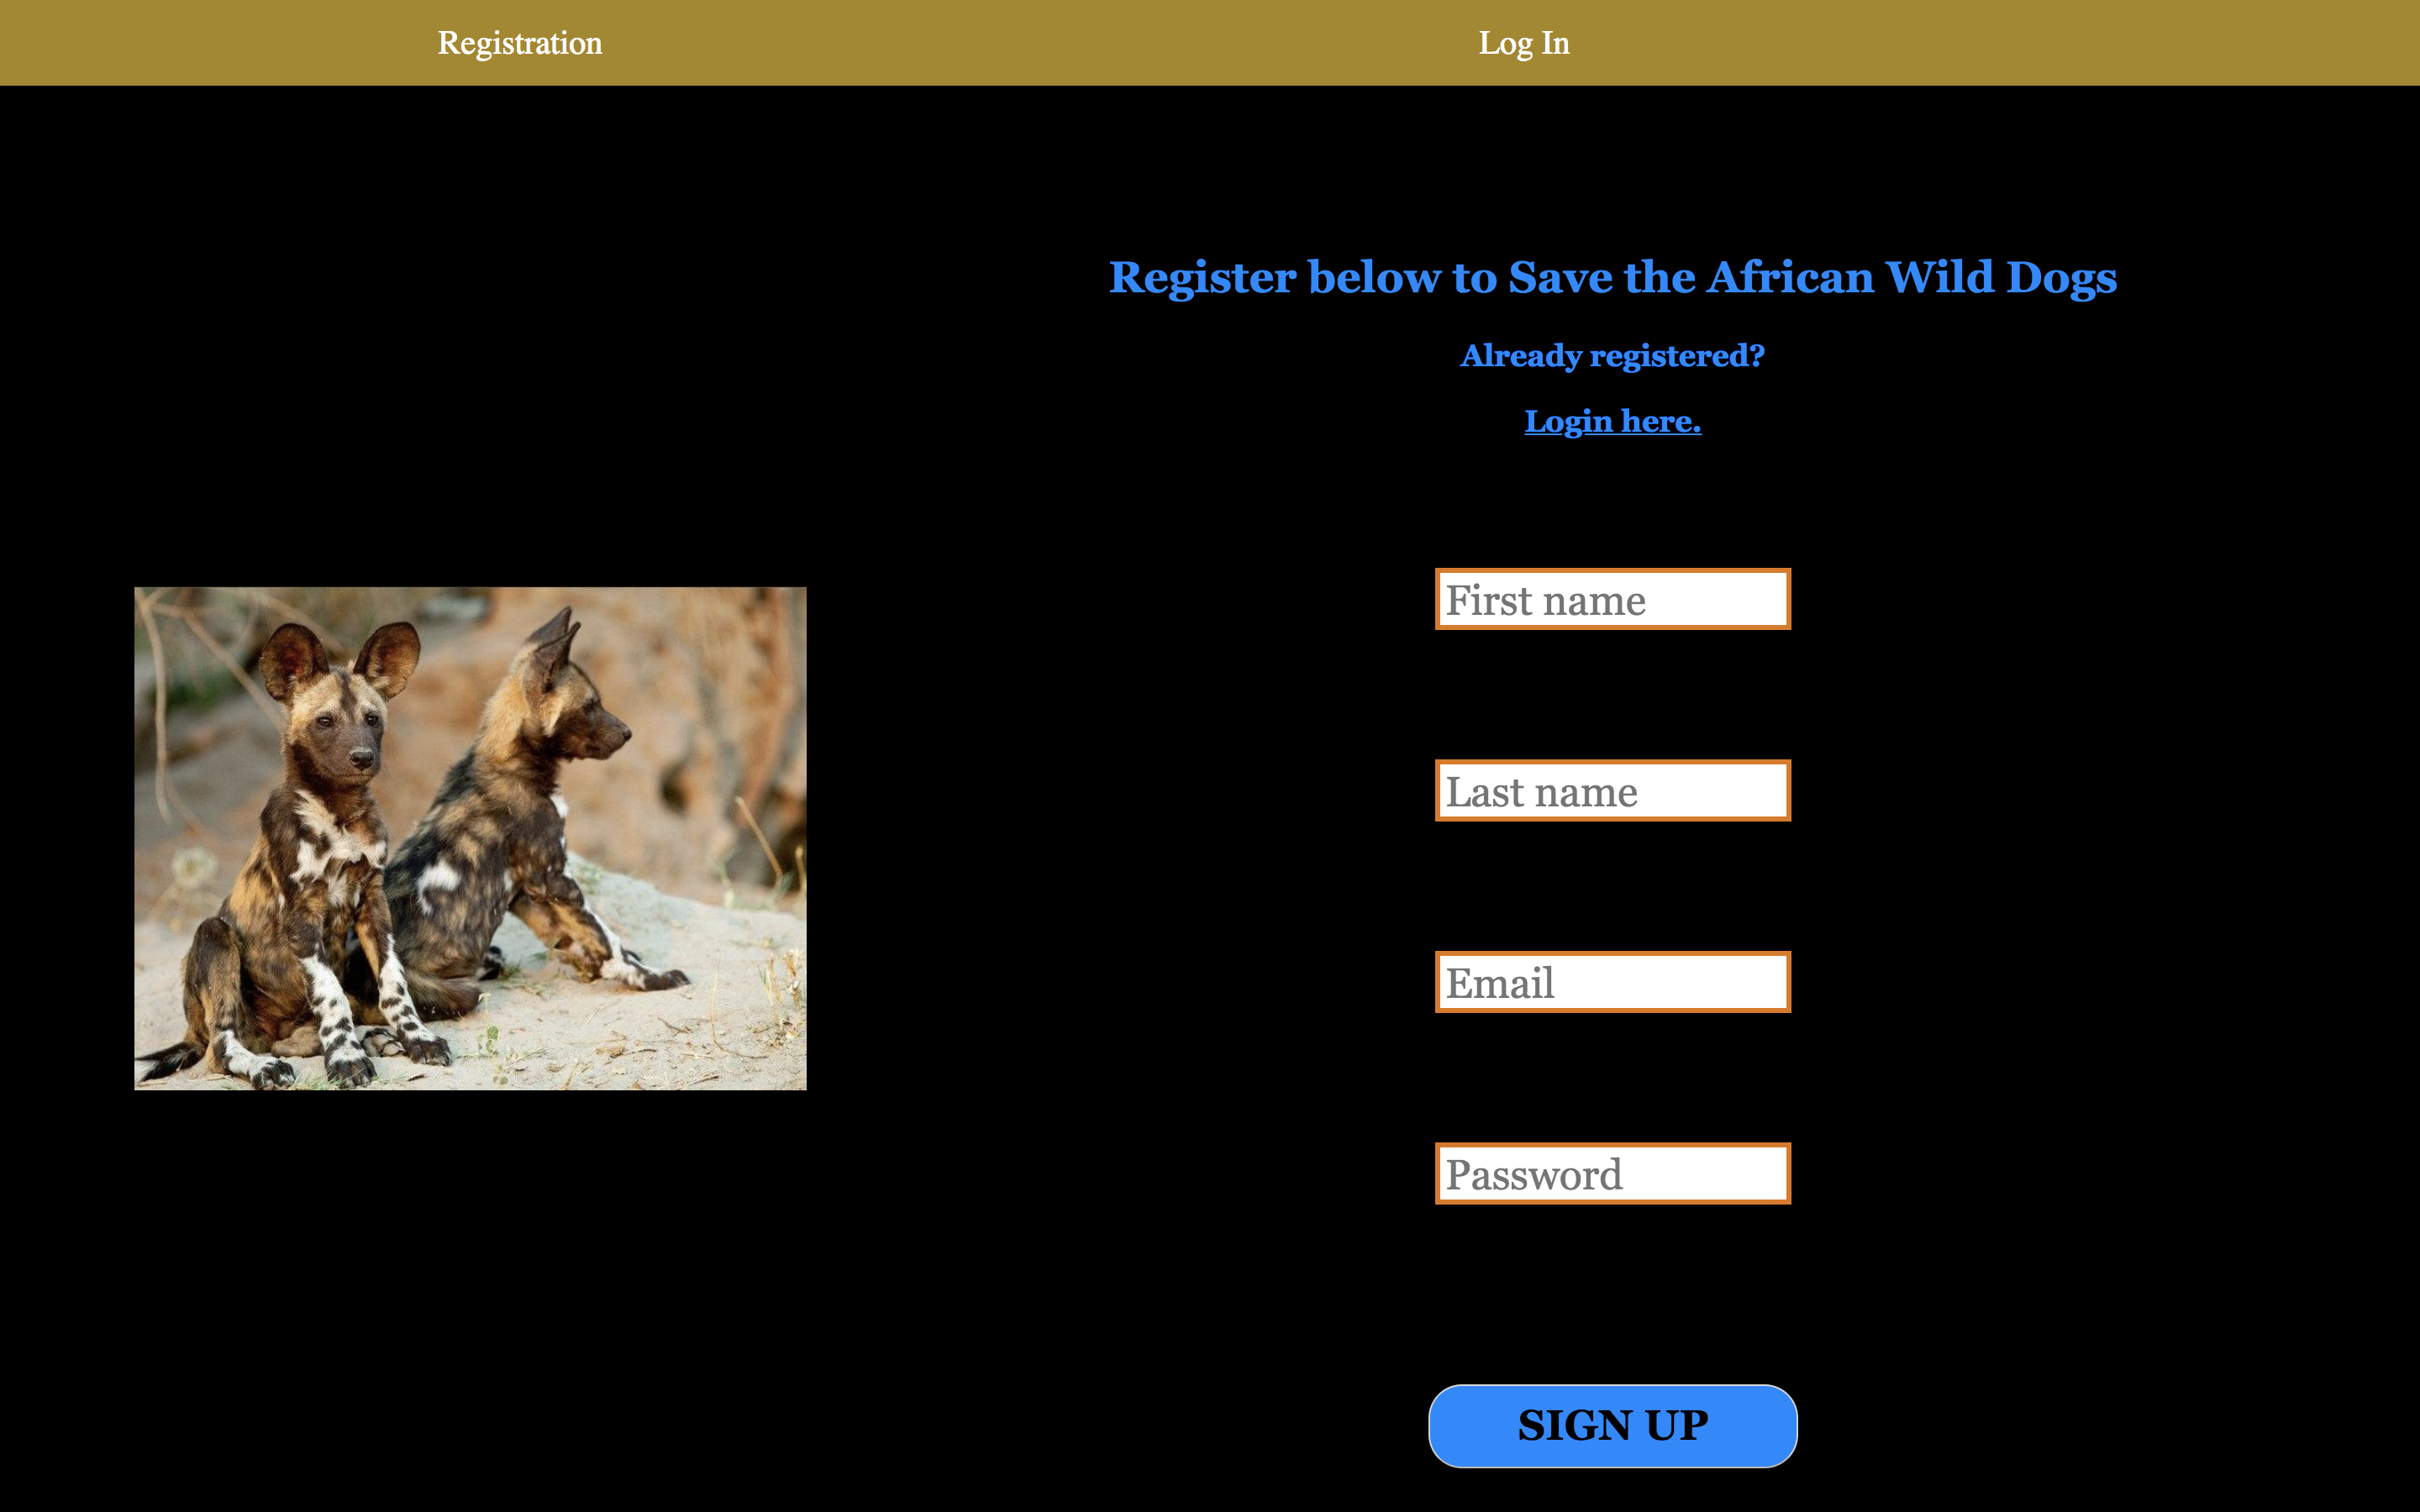 Registration
Log In
Register below to Save the African Wild Dogs
Already registered?
Login here.
First name
Last name
Email
Password
SIGN UP